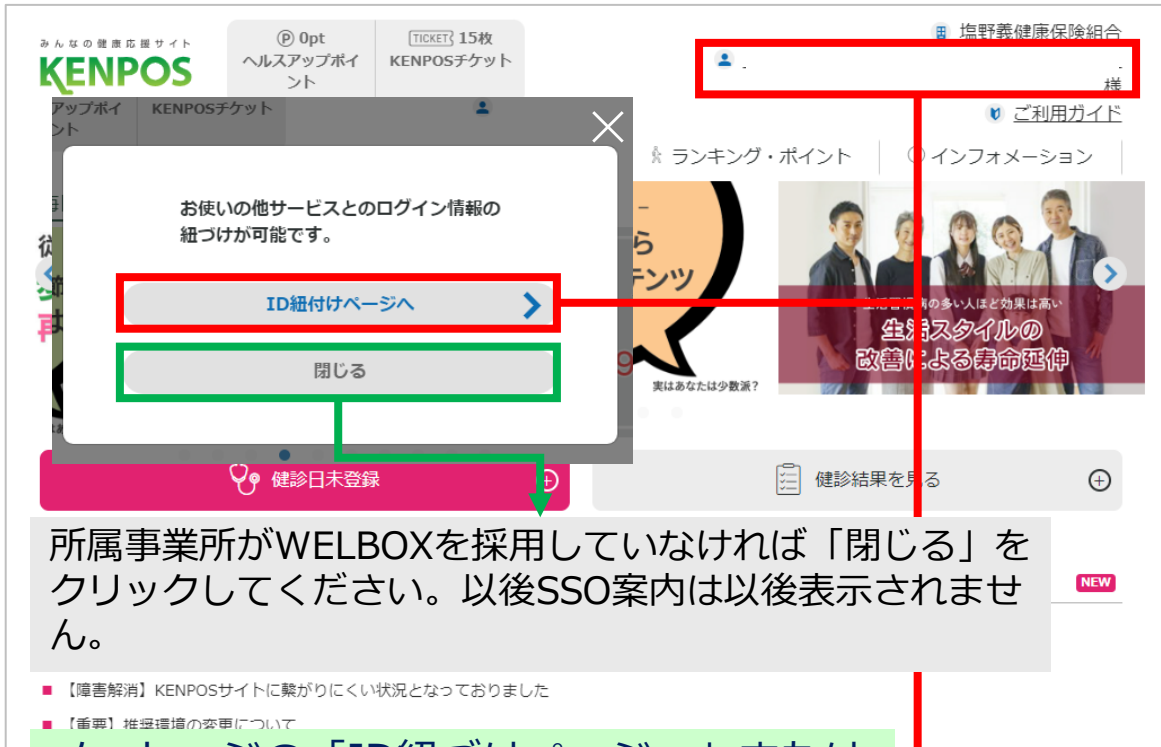 みんなの健康応援サイト
KENPOS
Ⓟ 0pt
ヘルスアップポイ
ント
TICKET 15枚
KENPOSチケット
塩野義健康保険組合
様
ご利用ガイド
アップポイ
ント
KENPOSチケット
ランキング・ポイント
インフォメーション
お使いの他サービスとのログイン情報の
紐づけが可能です。
ID紐付けページへ
閉じる
ら
テンツ
実はあなたは少数派?
の多い人ほど効果は高い
生活スタイルの
改善による寿命延伸
健診日未登録
健診結果を見る
所属事業所がWELBOXを採用していなければ「閉じる」を
クリックしてください。以後SSO案内は以後表示されませ
ん。
NEW
【障害解消】KENPOSサイトに繋がりにくい状況となっておりました
【重要】推奨環境の変更について